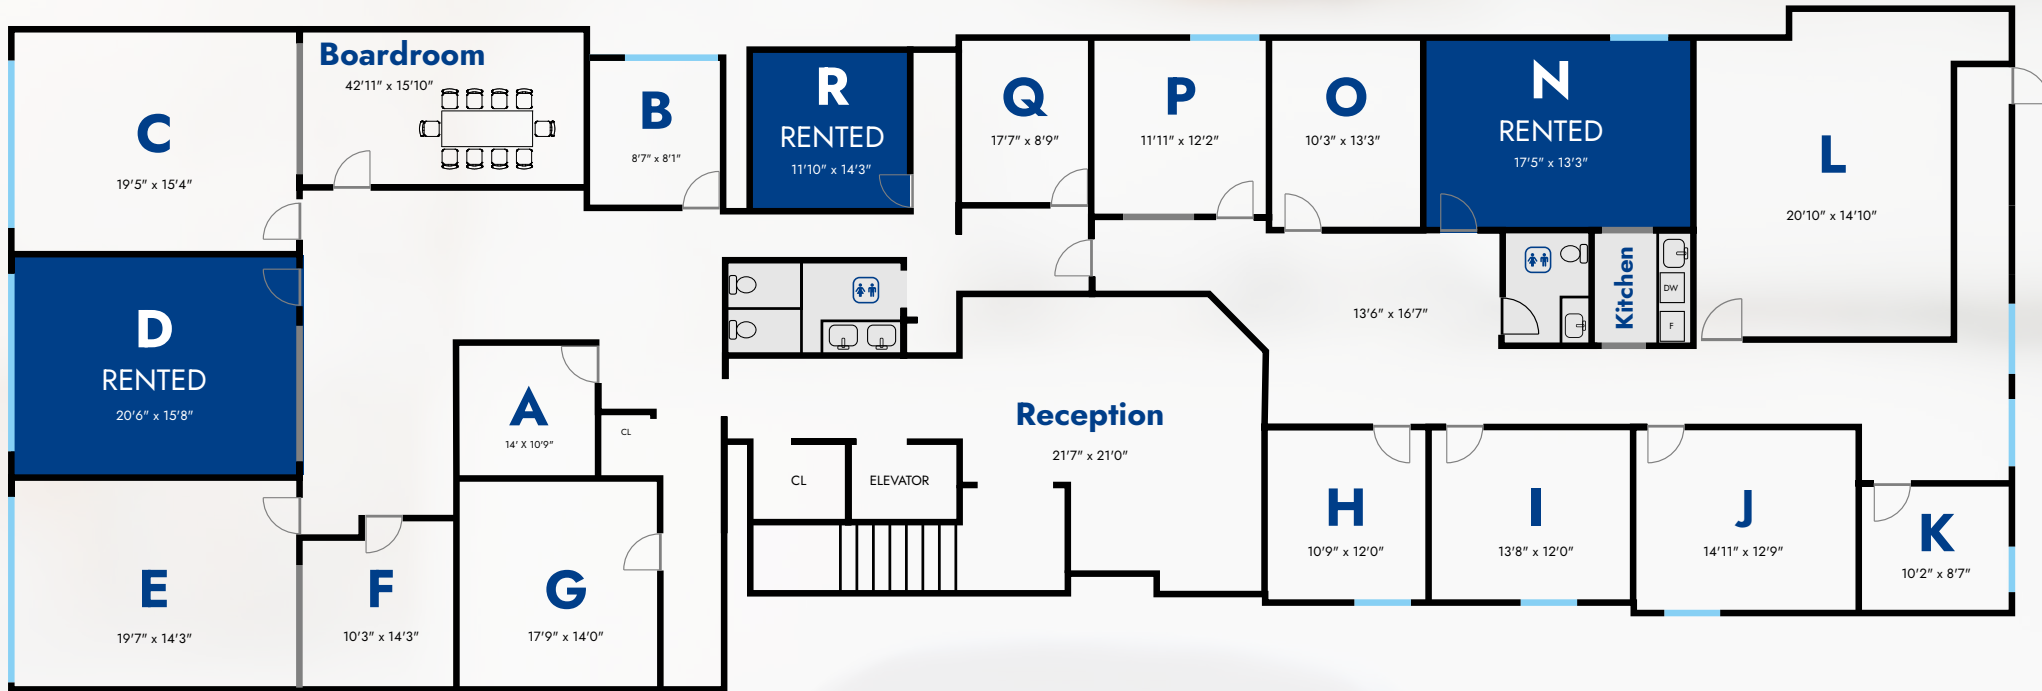 Boardroom
42'11" x 15'10"
C
19'5" x 15'4"
B
8'7" x 8'1"
R
RENTED
11'10" x 14'3"
Q
17'7" x 8'9"
P
11'11" x 12'2"
O
10'3" x 13'3"
N
RENTED
17'5" x 13'3"
L
20'10" x 14'10"
D
RENTED
20'6" x 15'8"
A
14' X 10'9"
CL
Kitchen
DW
F
13'6" x 16'7"
Reception
21'7" x 21'0"
CL
ELEVATOR
E
19'7" x 14'3"
F
10'3" x 14'3"
G
17'9" x 14'0"
H
10'9" x 12'0"
I
13'8" x 12'0"
J
14'11" x 12'9"
K
10'2" x 8'7"